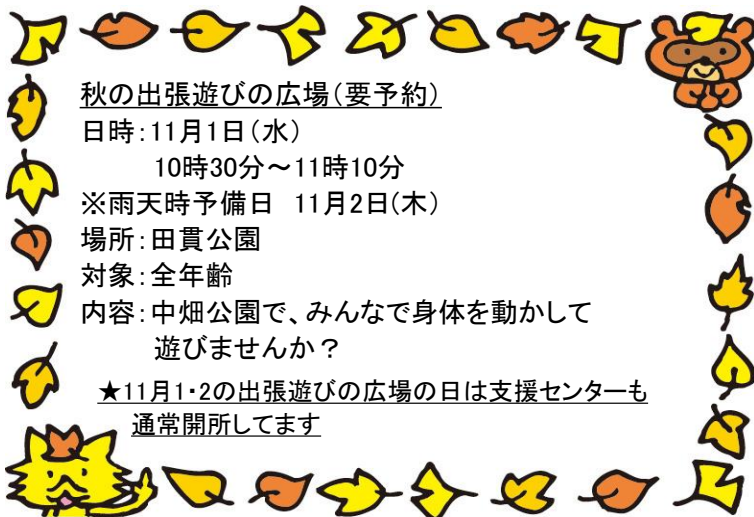 秋の出張遊びの広場(要予約)
日時:11月1日(水)
10時30分~11時10分
※雨天時予備日 11月2日(木)
場所:田貫公園
対象:全年齢
内容:中畑公園で、みんなで身体を動かして
遊びませんか?
★11月1・2の出張遊びの広場の日は支援センターも
通常開所してます